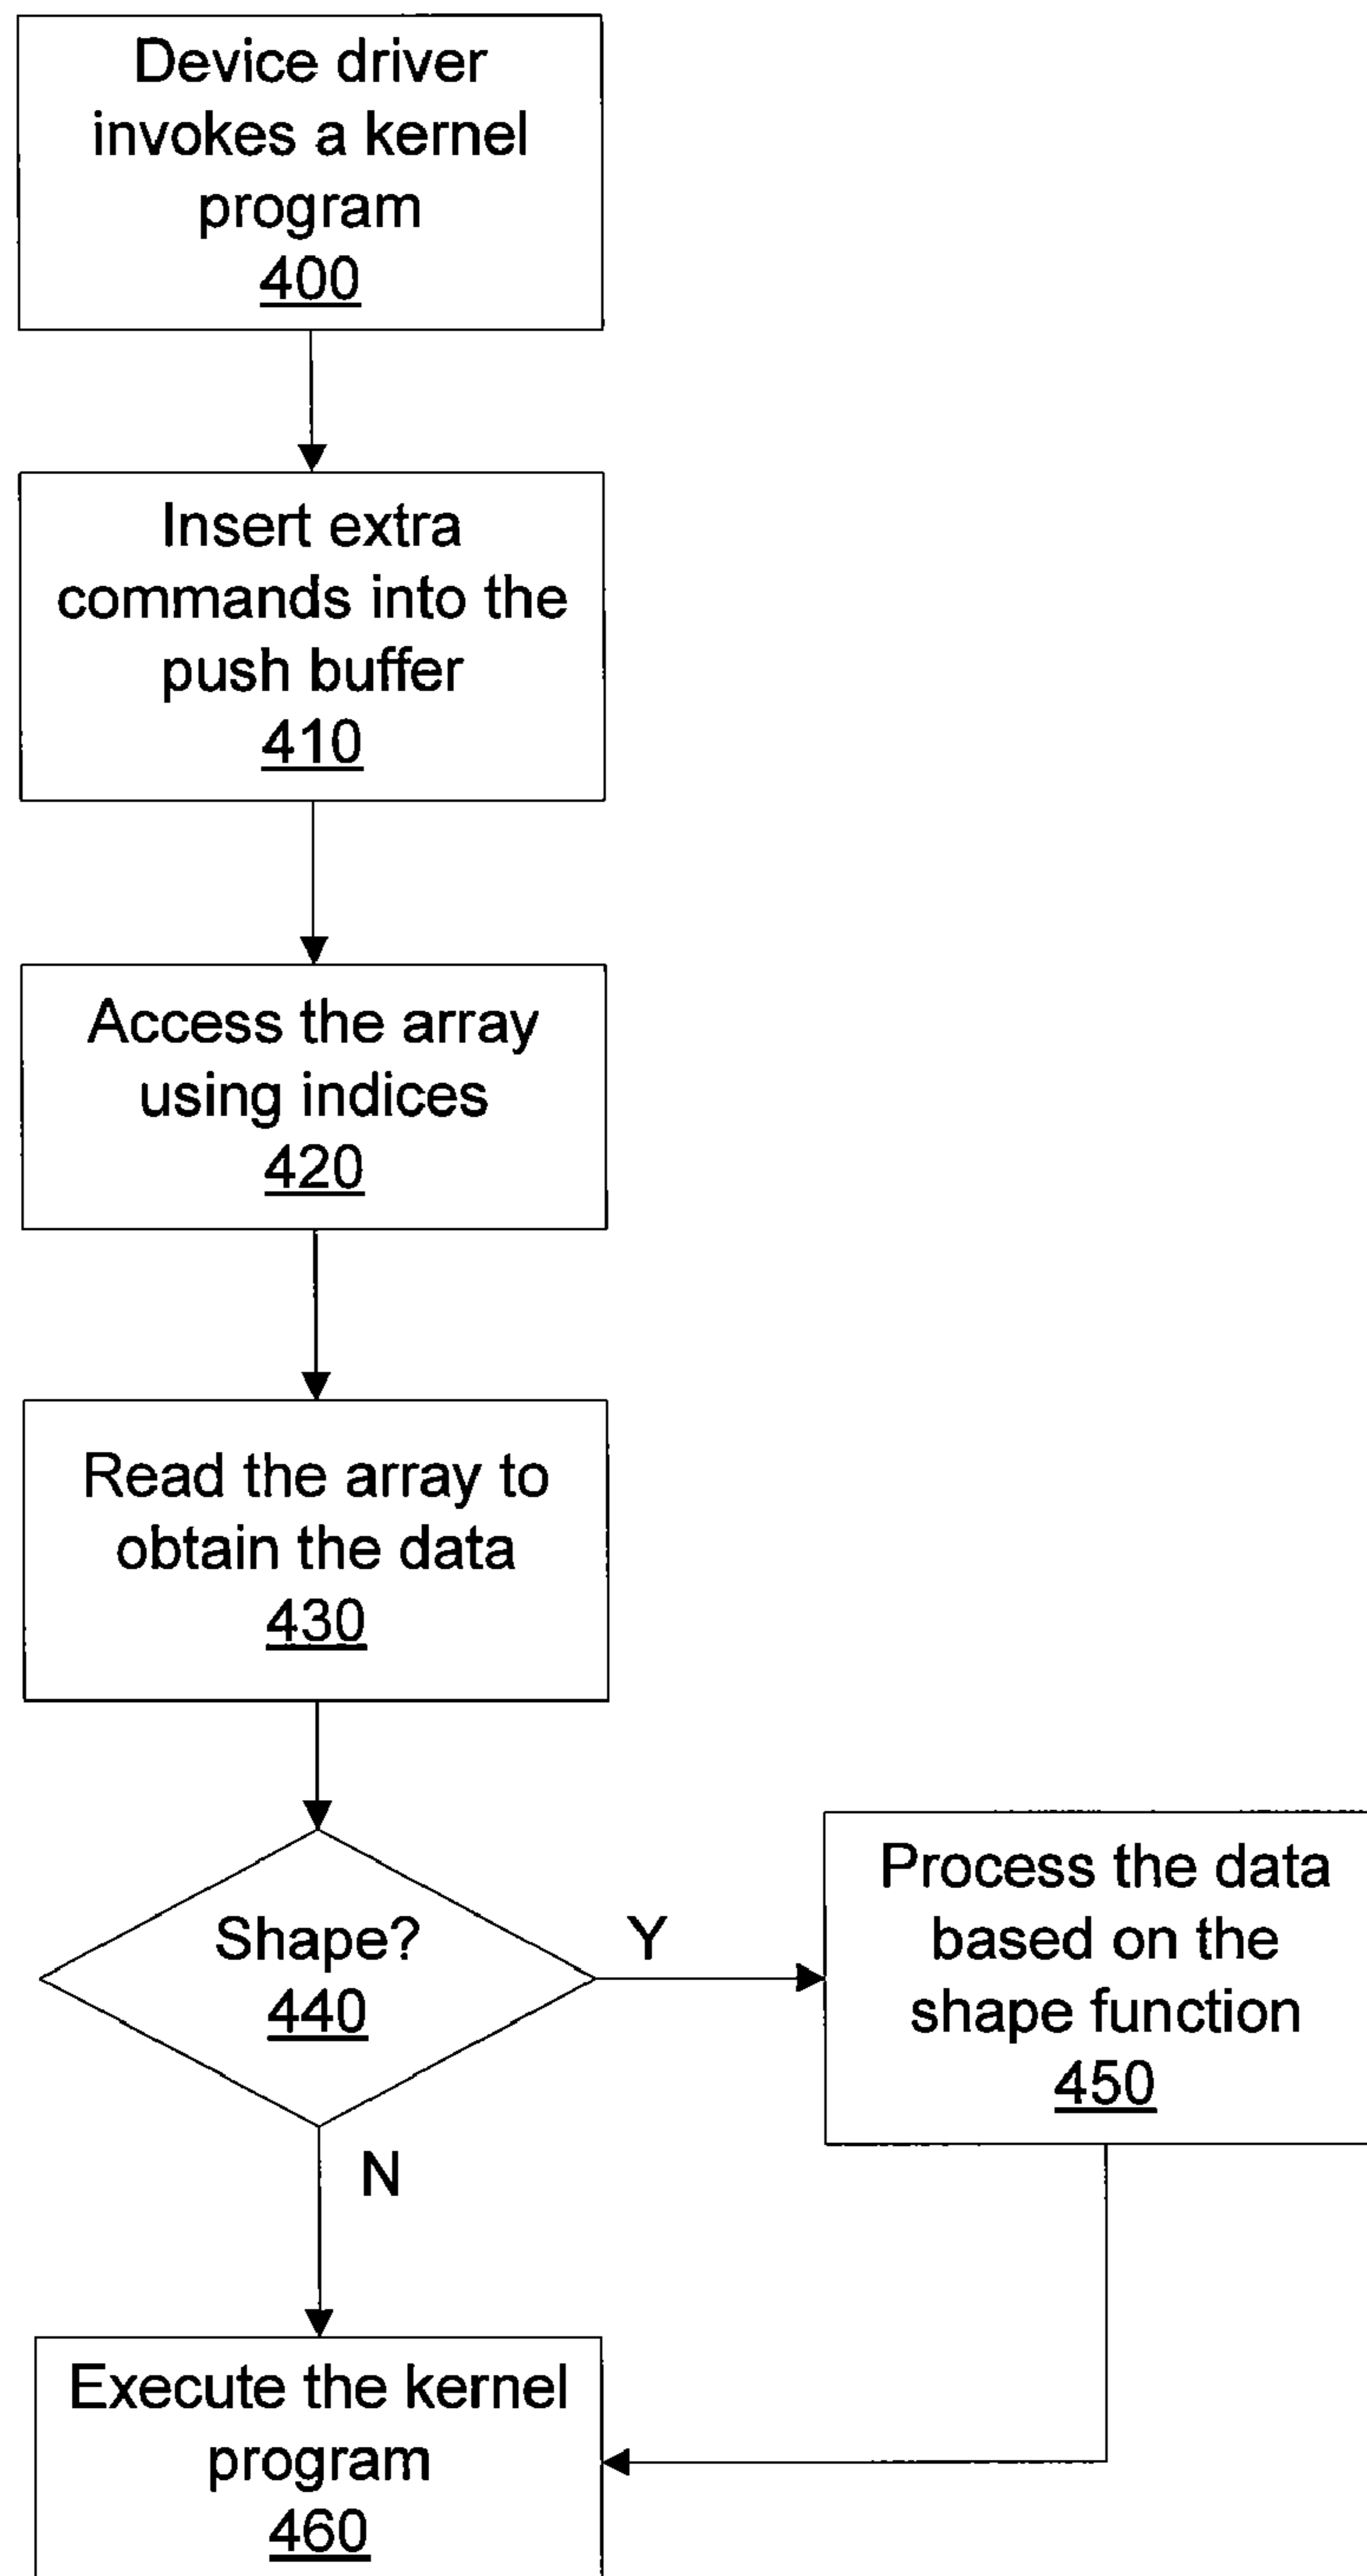 Device driver
invokes a kernel
program
400
Insert extra
commands into the
push buffer
410
Access the array
using indices
420
Read the array to
obtain the data
430
Shape?
440
Y
Process the data
based on the
shape function
450
N
Execute the kernel
program
460